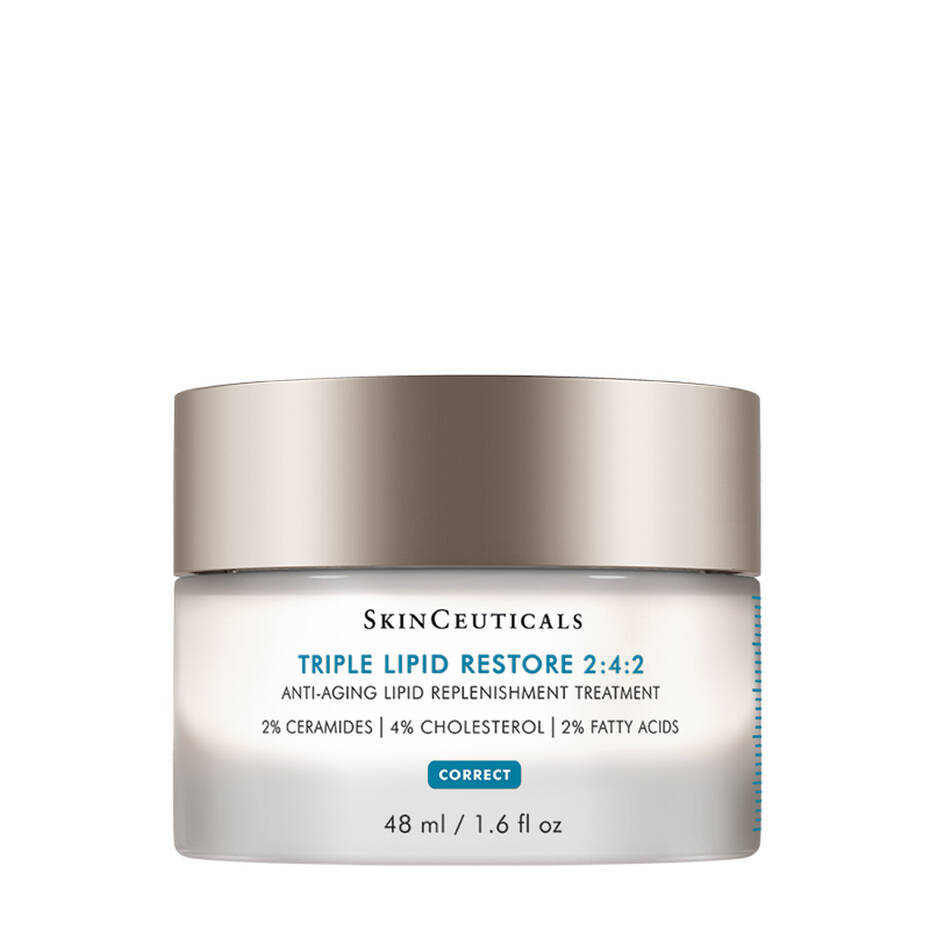 SKINCEUTICALS
TRIPLE LIPID RESTORE 2:4:2
ANTI-AGING LIPID REPLENISHMENT TREATMENT
2% CERAMIDES | 4% CHOLESTEROL | 2% FATTY ACIDS
CORRECT
48 ml / 1.6 fl oz